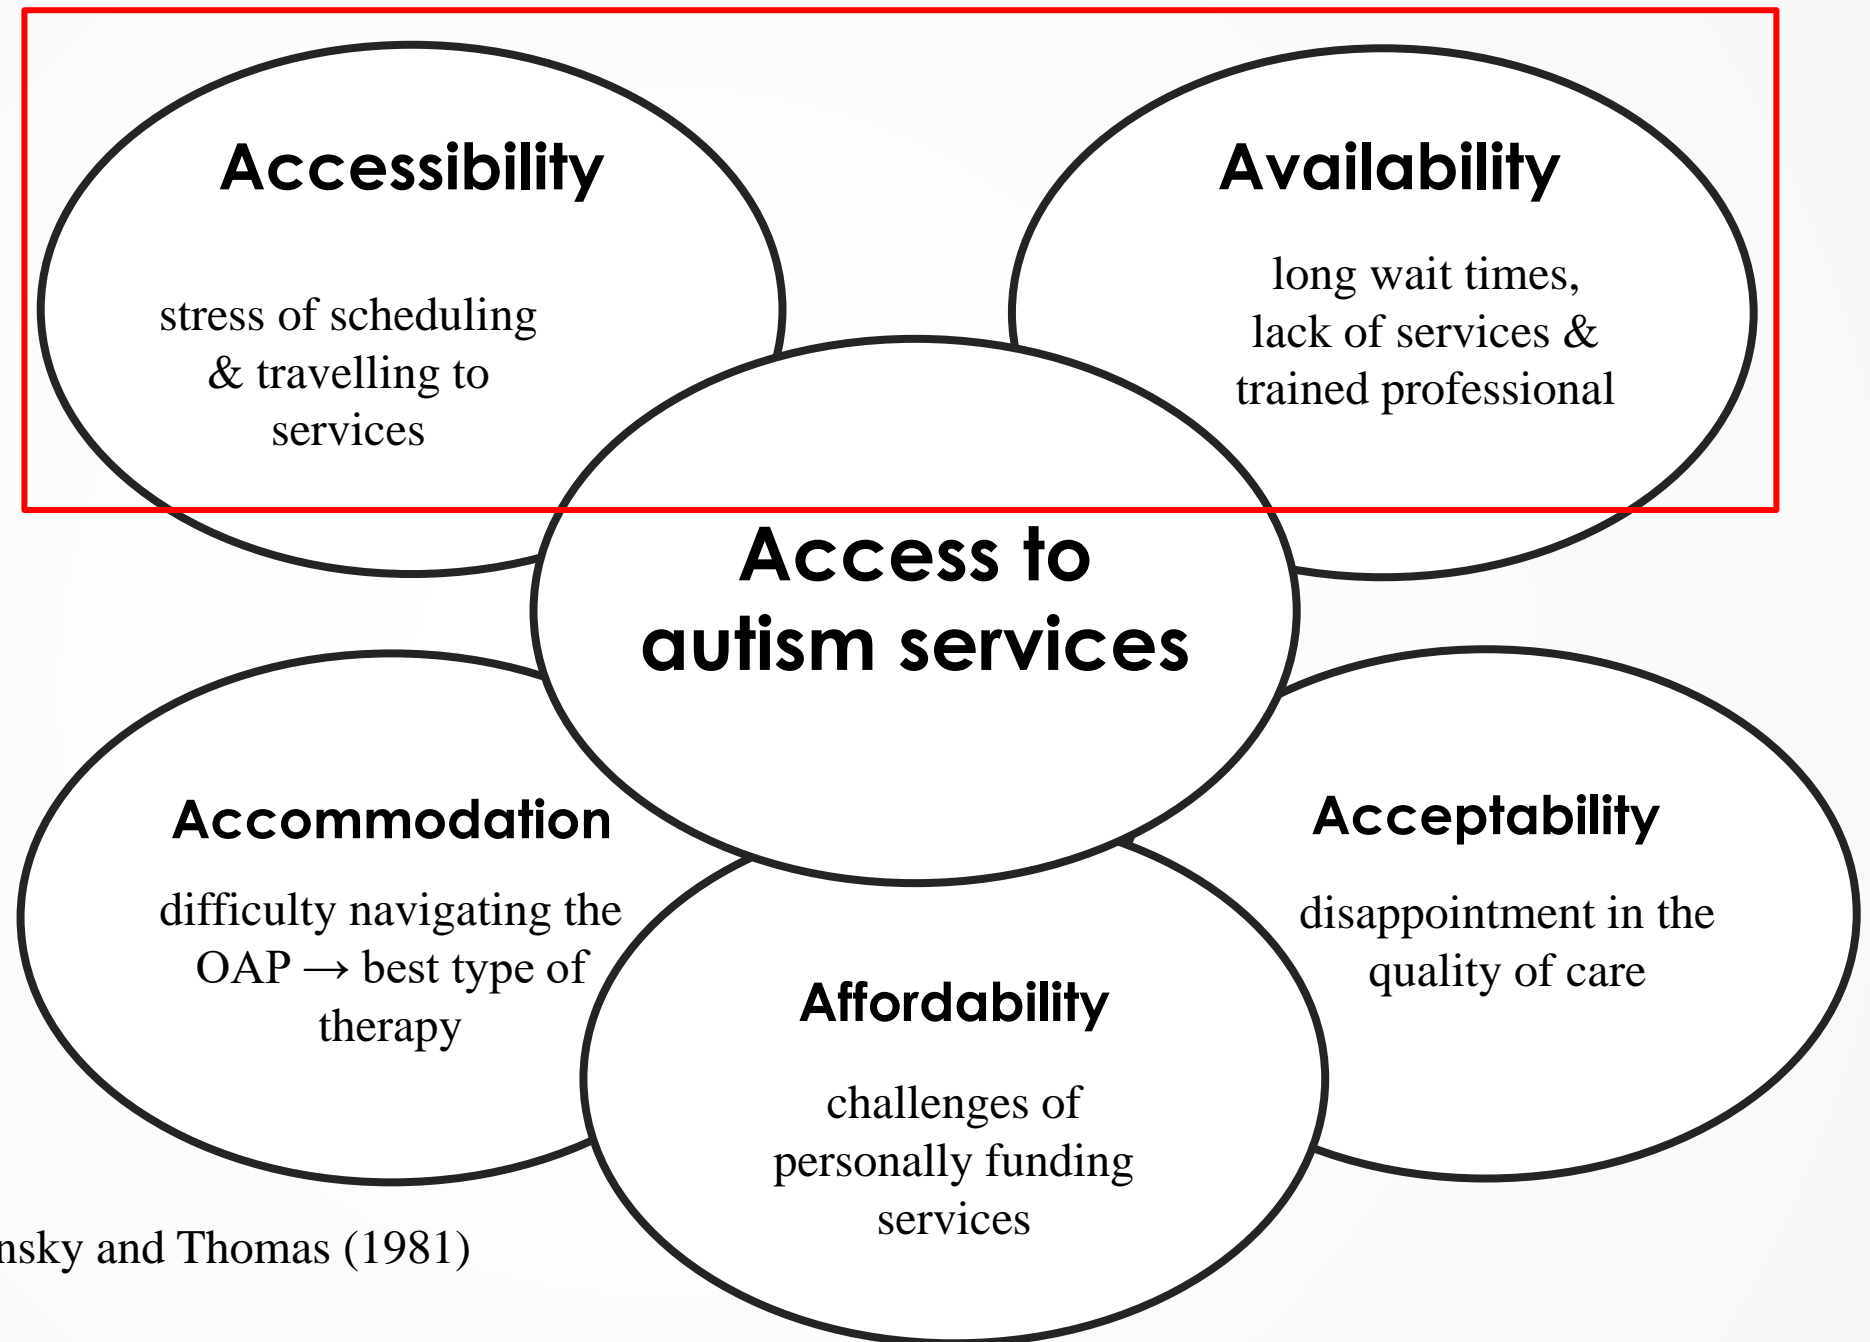 Accessibility
stress of scheduling
& travelling to
services
Availability
long wait times,
lack of services &
trained professional
Access to
autism services
Accommodation
difficulty navigating the
OAP → best type of
therapy
Affordability
challenges of
personally funding
services
Acceptability
disappointment in the
quality of care
and Thomas (1981)